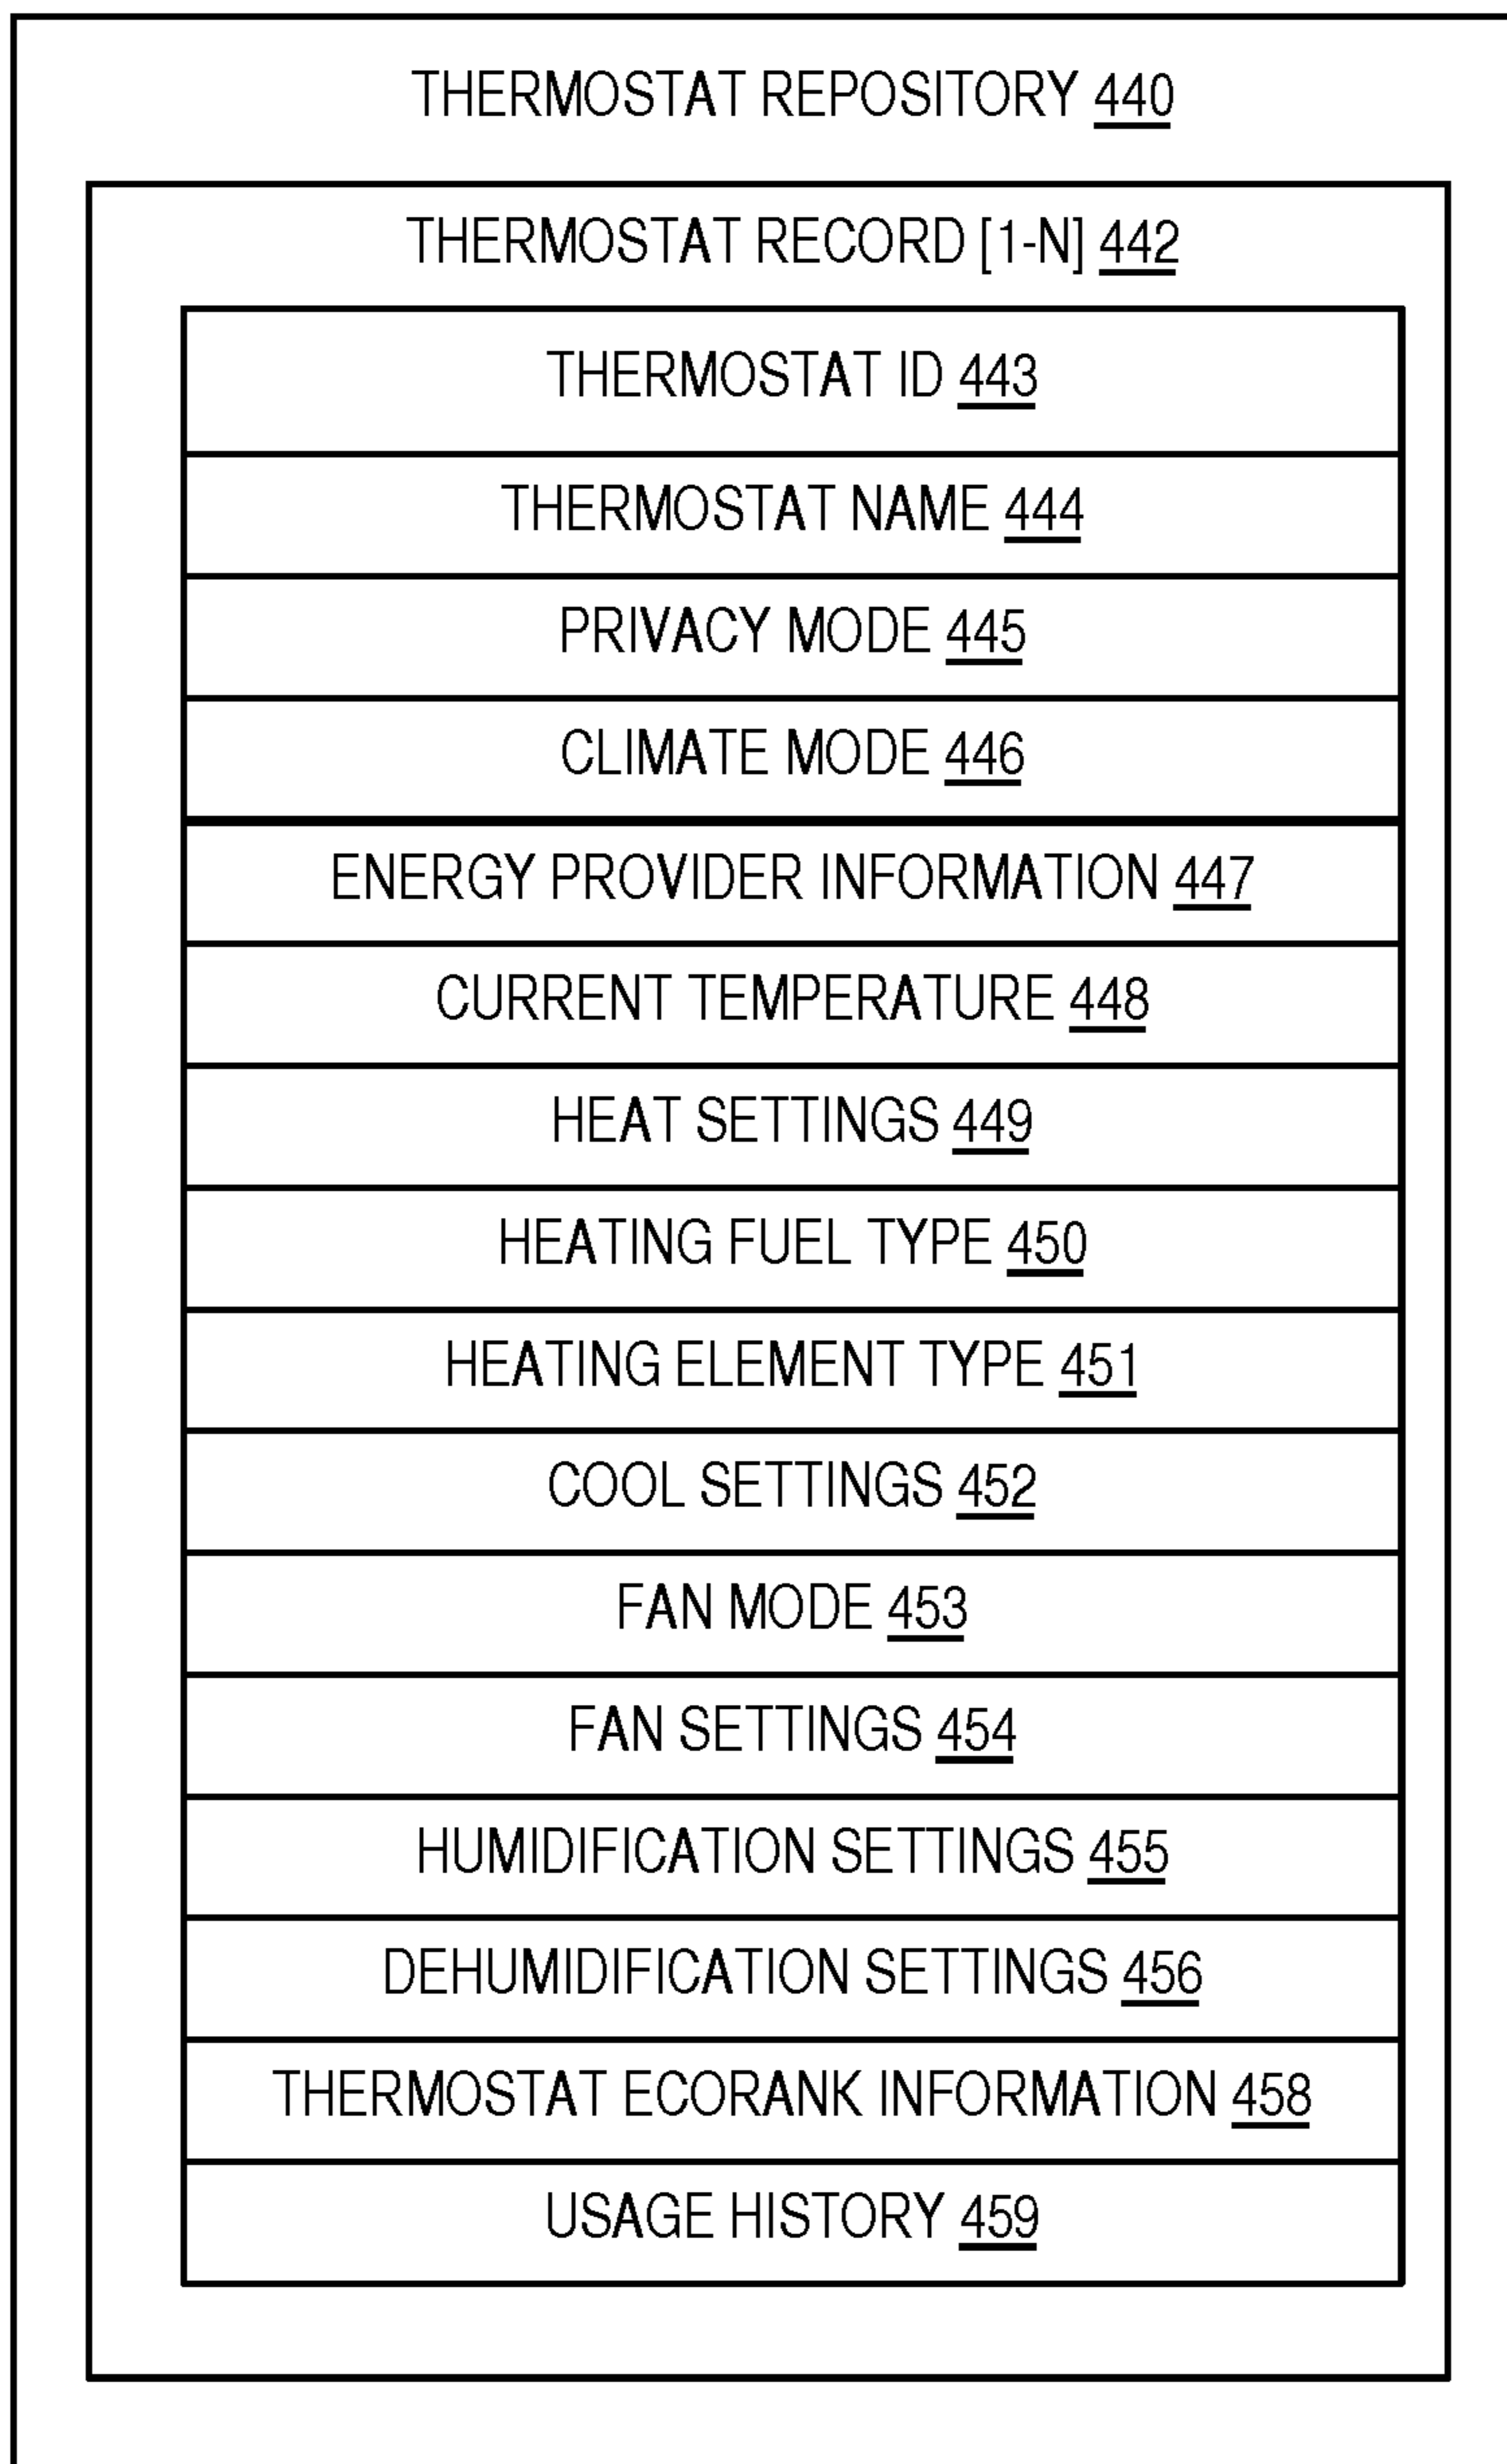 THERMOSTAT REPOSITORY 440
THERMOSTAT RECORD [1-N] 442
THERMOSTAT ID 443
THERMOSTAT NAME 444
PRIVACY MODE 445
CLIMATE MODE 446
ENERGY PROVIDER INFORMATION 447
CURRENT TEMPERATURE 448
HEAT SETTINGS 449
HEATING FUEL TYPE 450
HEATING ELEMENT TYPE 451
COOL SETTINGS 452
FAN MODE 453
FAN SETTINGS 454
HUMIDIFICATION SETTINGS 455
DEHUMIDIFICATION SETTINGS 456
THERMOSTAT ECORANK INFORMATION 458
USAGE HISTORY 459